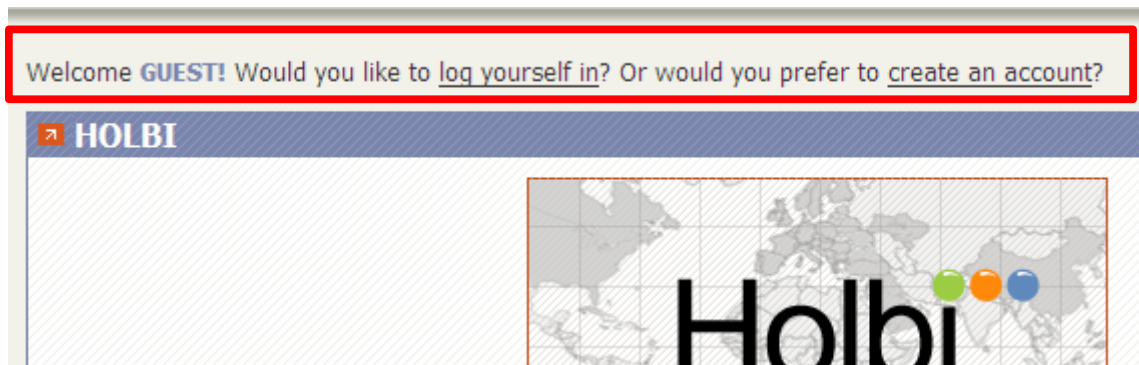 Welcome GUEST! Would you like to log yourself in? Or would you prefer to create an account?
HOLBI
Holbi